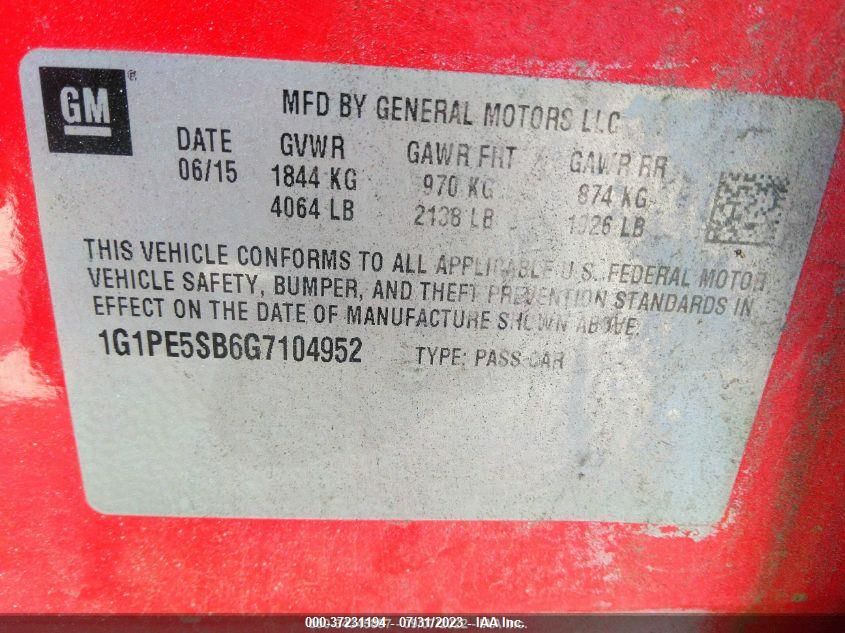 GM ®
MFD BY GENERAL MOTORS LLC
DATE GVWR GAWR FRT GAWR RR
06/15 1844 KG 970 KG 874 KG
4064 LB 2138 LB 1926 LB
THIS VEHICLE CONFORMS TO ALL APPLICABLE U.S. FEDERAL MOTOR
VEHICLE SAFETY, BUMPER, AND THEFT PREVENTION STANDARDS IN
EFFECT ON THE DATE OF MANUFACTURE SHOWN ABOVE.
1G1PE5SB6G7104952 TYPE: PASS CAR
000-37231194 - 07/31/2023 - IAA Inc.